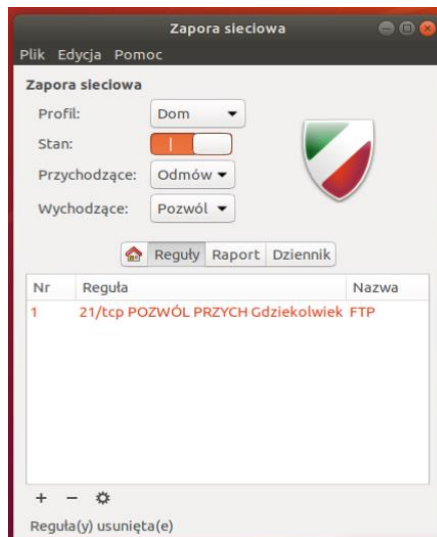 Zapora sieciowa
Plik Edycja Pomoc
Zapora sieciowa
Profil: Dom
Stan:
Przychodzące: Odmów
Wychodzące: Pozwól
Reguły Raport Dziennik
Nr Reguła Nazwa
1 21/tcp POZWÓL PRZYCH Gdziekolwiek FTP
Reguła(y) usunięta(e)